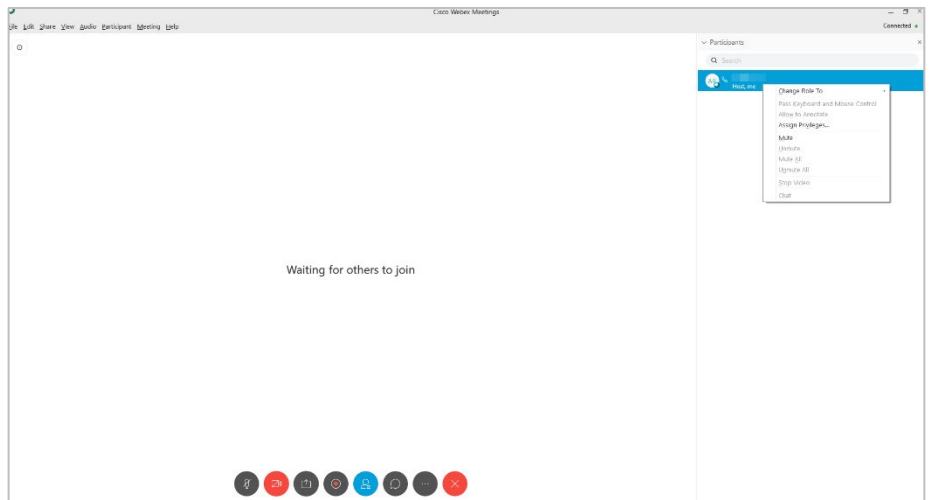 Cisco Webex Meetings
File Edit Share View Audio Participant Meeting Help
Connected
Participants
Search
Host, me
Change Role To
Pass Keyboard and Mouse Control
Allow to Annotate
Assign Privileges...
Mute
Unmute
Mute All
Unmute All
Stop Video
Chat
Waiting for others to join